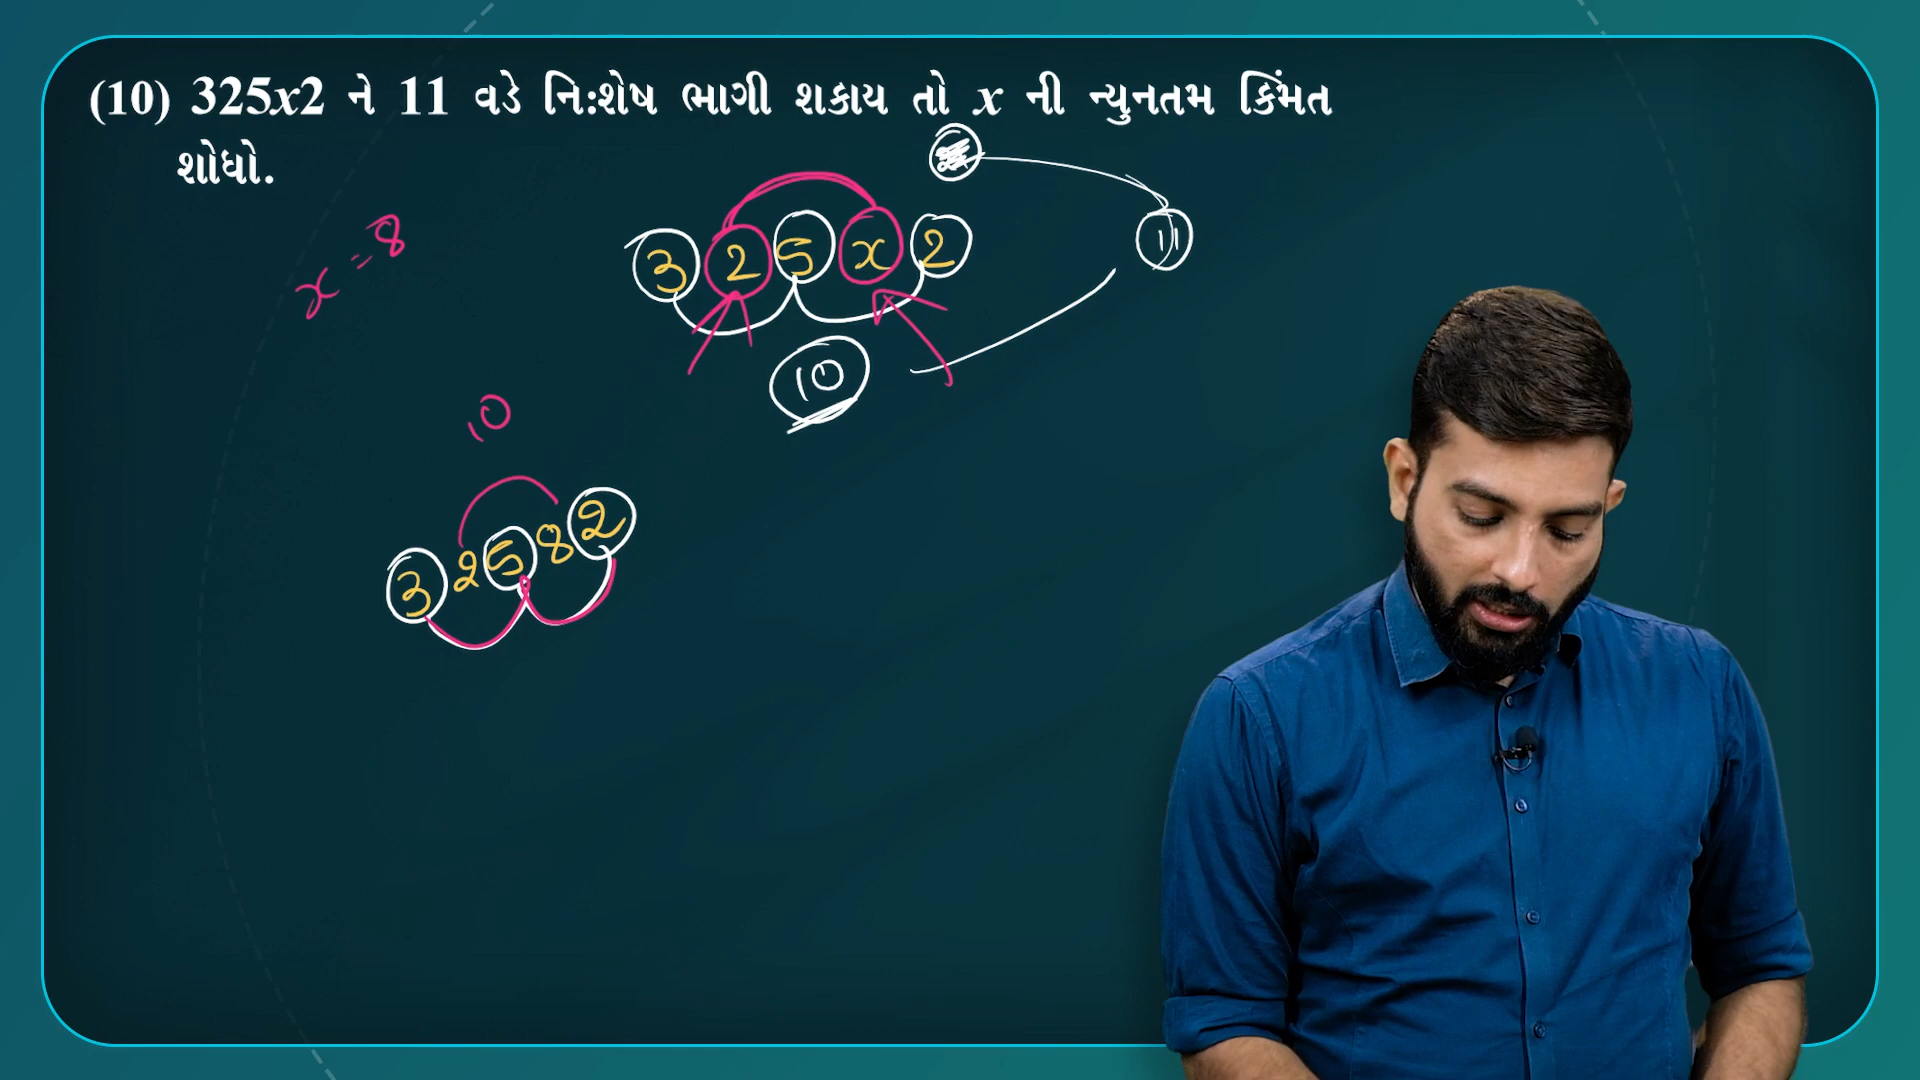 (10) 325x2 ને 11 વડે નિ:શેષ ભાગી શકાય તો x ની ન્યુનતમ કિંમત
શોધો.
x = 8
3 2 5 x 2
11
10
10
3 2 5 8 2